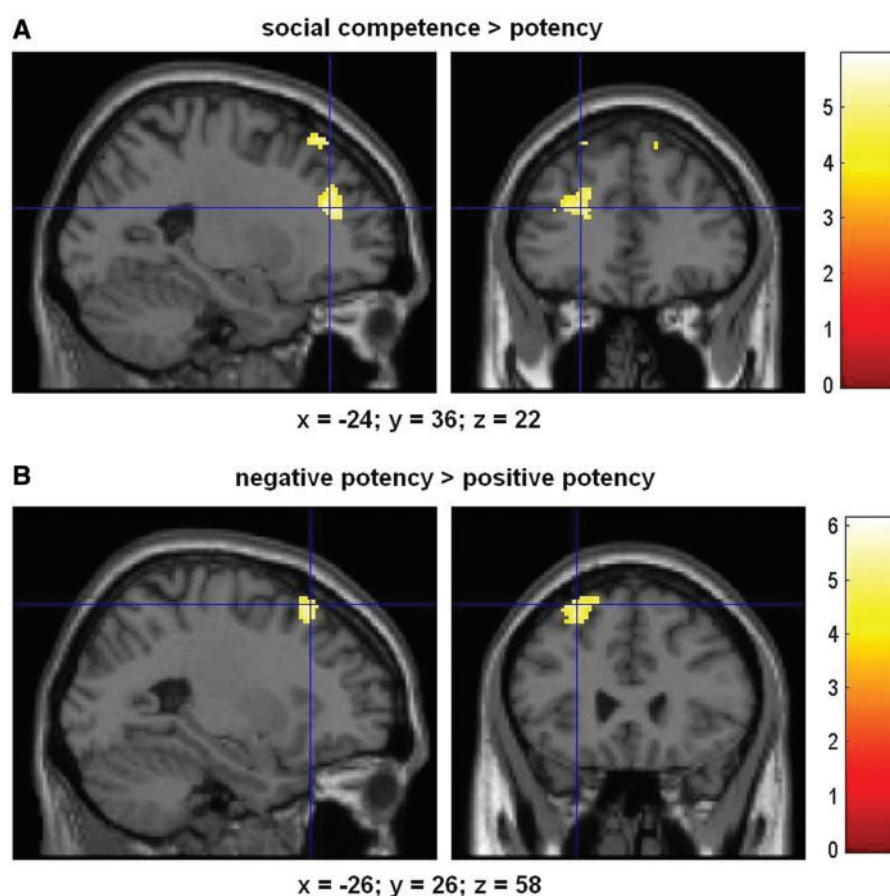 A
social competence > potency
5
4
3
2
1
0
x = -24; y = 36; z = 22
B
negative potency > positive potency
6
5
4
3
2
1
0
x = -26; y = 26; z = 58